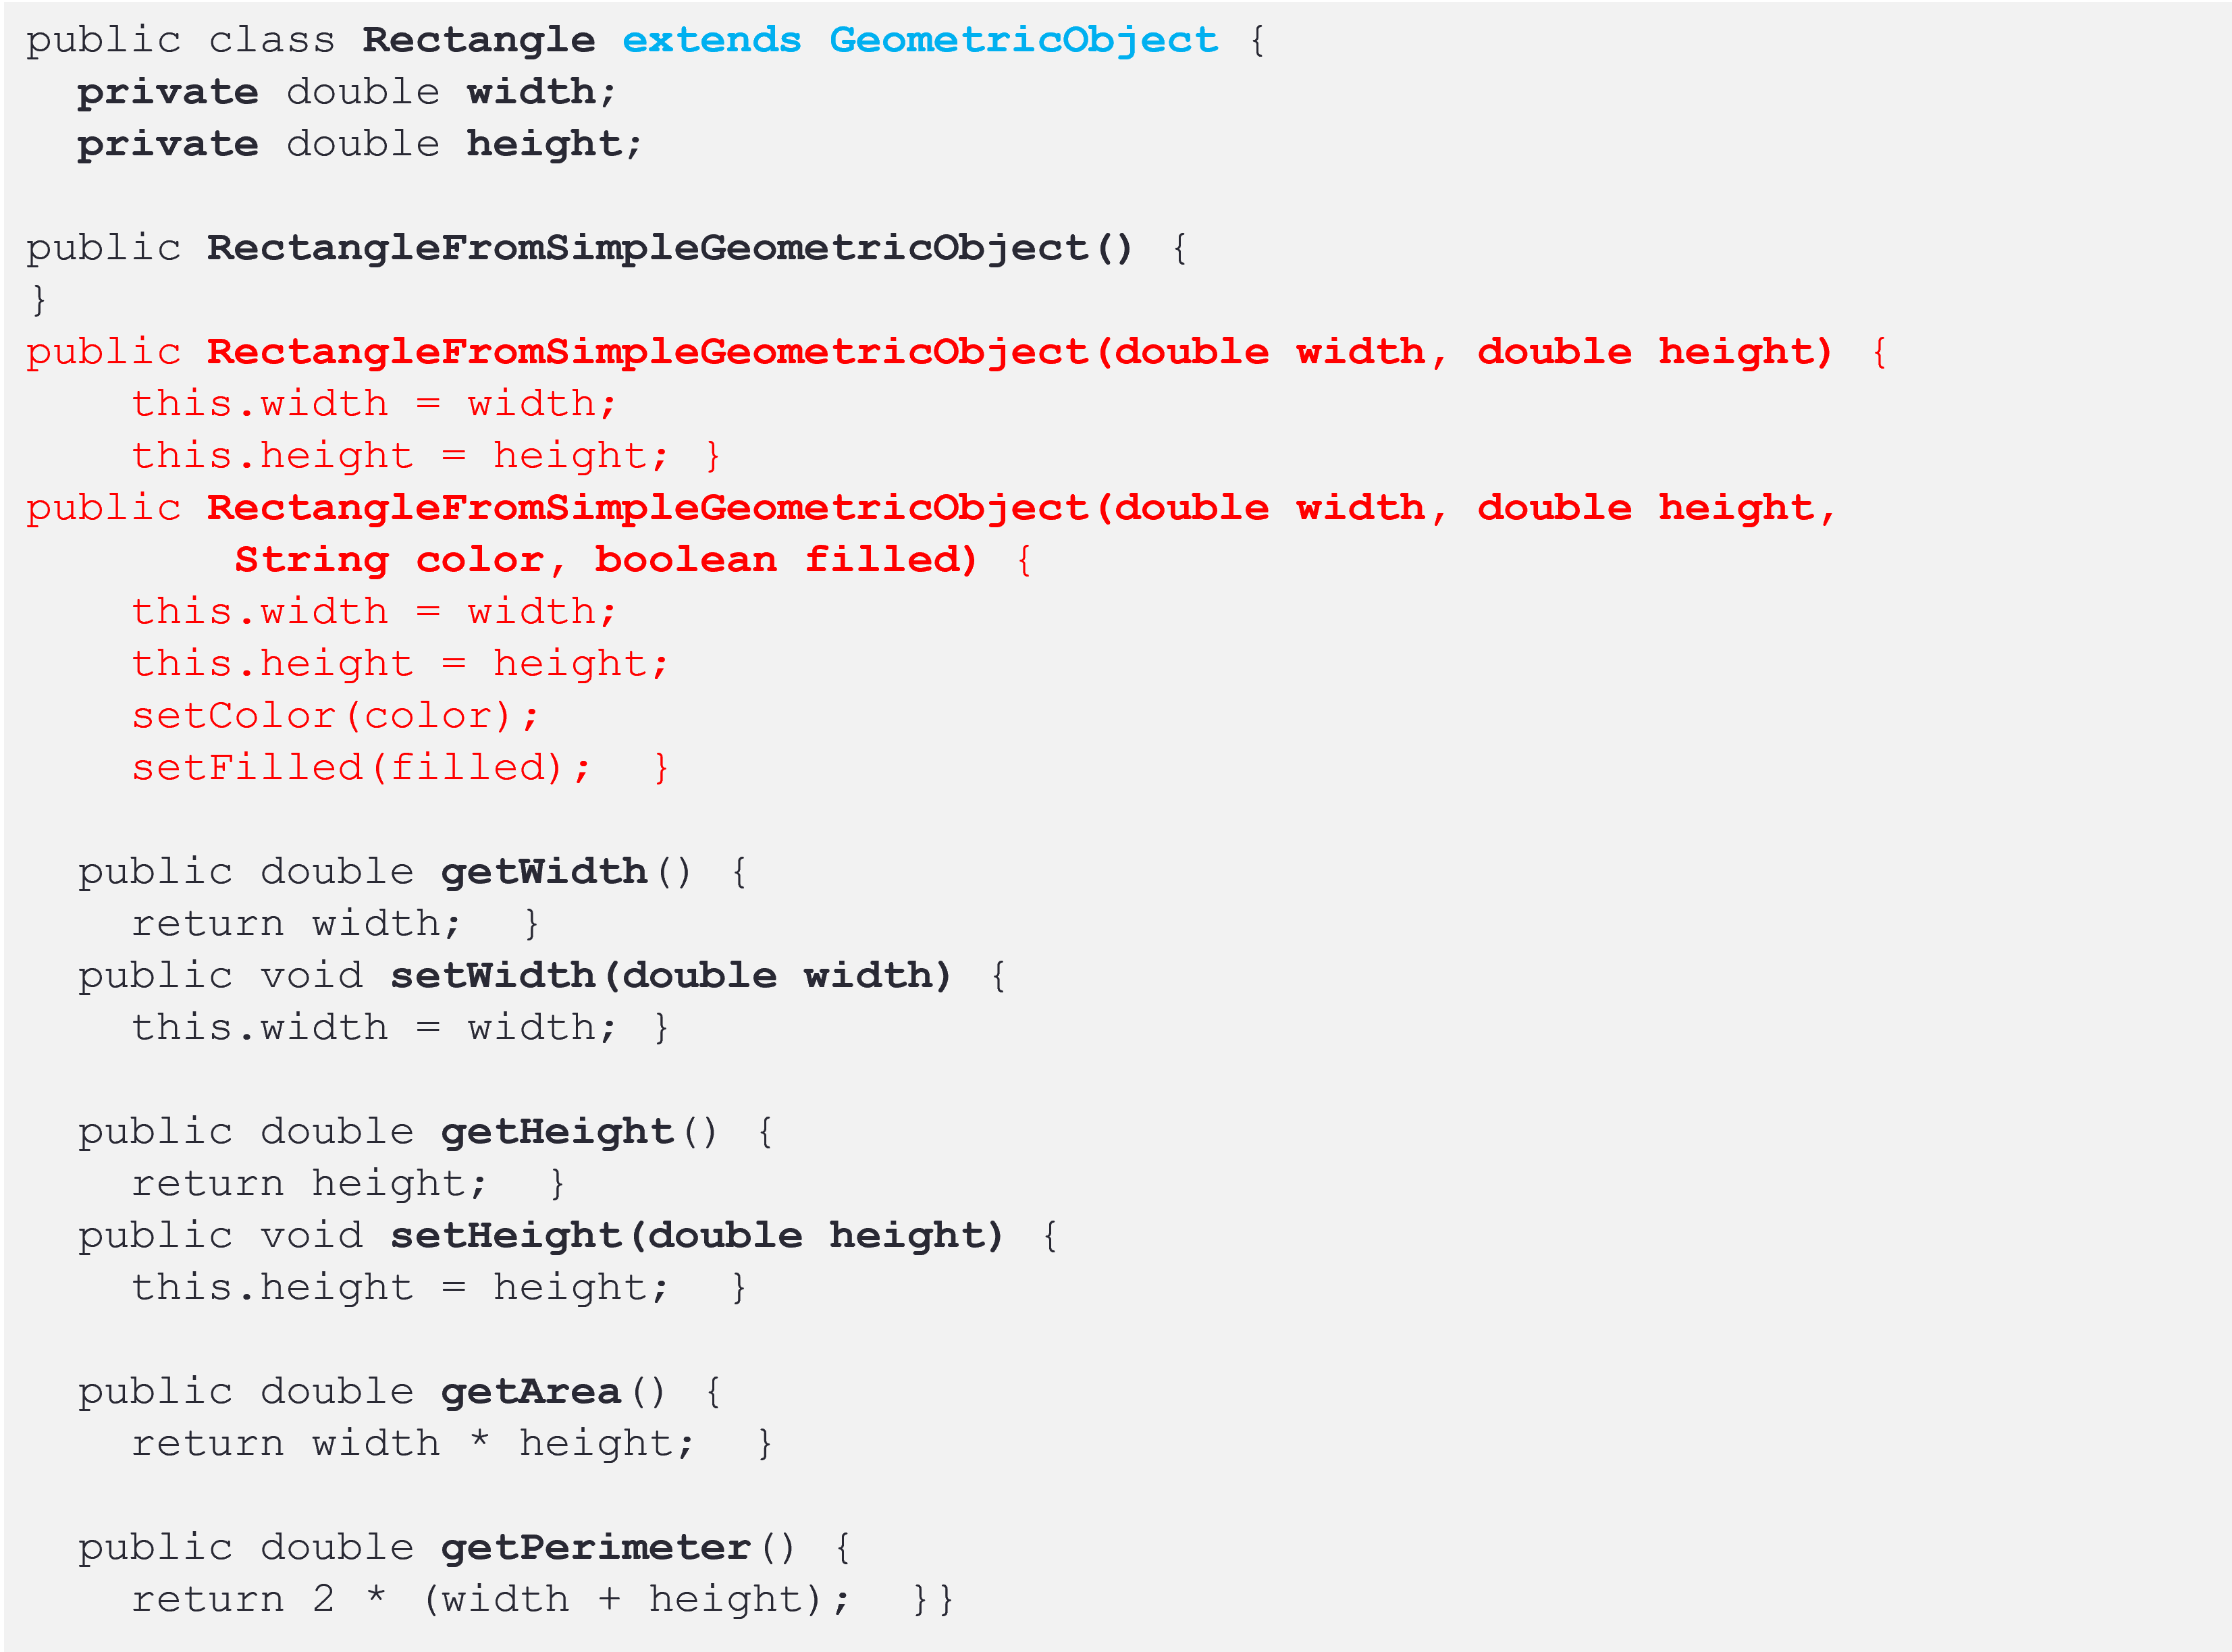 public class Rectangle extends GeometricObject {
  private double width;
  private double height;

public RectangleFromSimpleGeometricObject() {
}
public RectangleFromSimpleGeometricObject(double width, double height) {
    this.width = width;
    this.height = height; }
public RectangleFromSimpleGeometricObject(double width, double height,
        String color, boolean filled) {
    this.width = width;
    this.height = height;
    setColor(color);
    setFilled(filled);  }

  public double getWidth() {
    return width;  }
  public void setWidth(double width) {
    this.width = width; }

  public double getHeight() {
    return height;  }
  public void setHeight(double height) {
    this.height = height;  }

  public double getArea() {
    return width * height;  }

  public double getPerimeter() {
    return 2 * (width + height);  }}